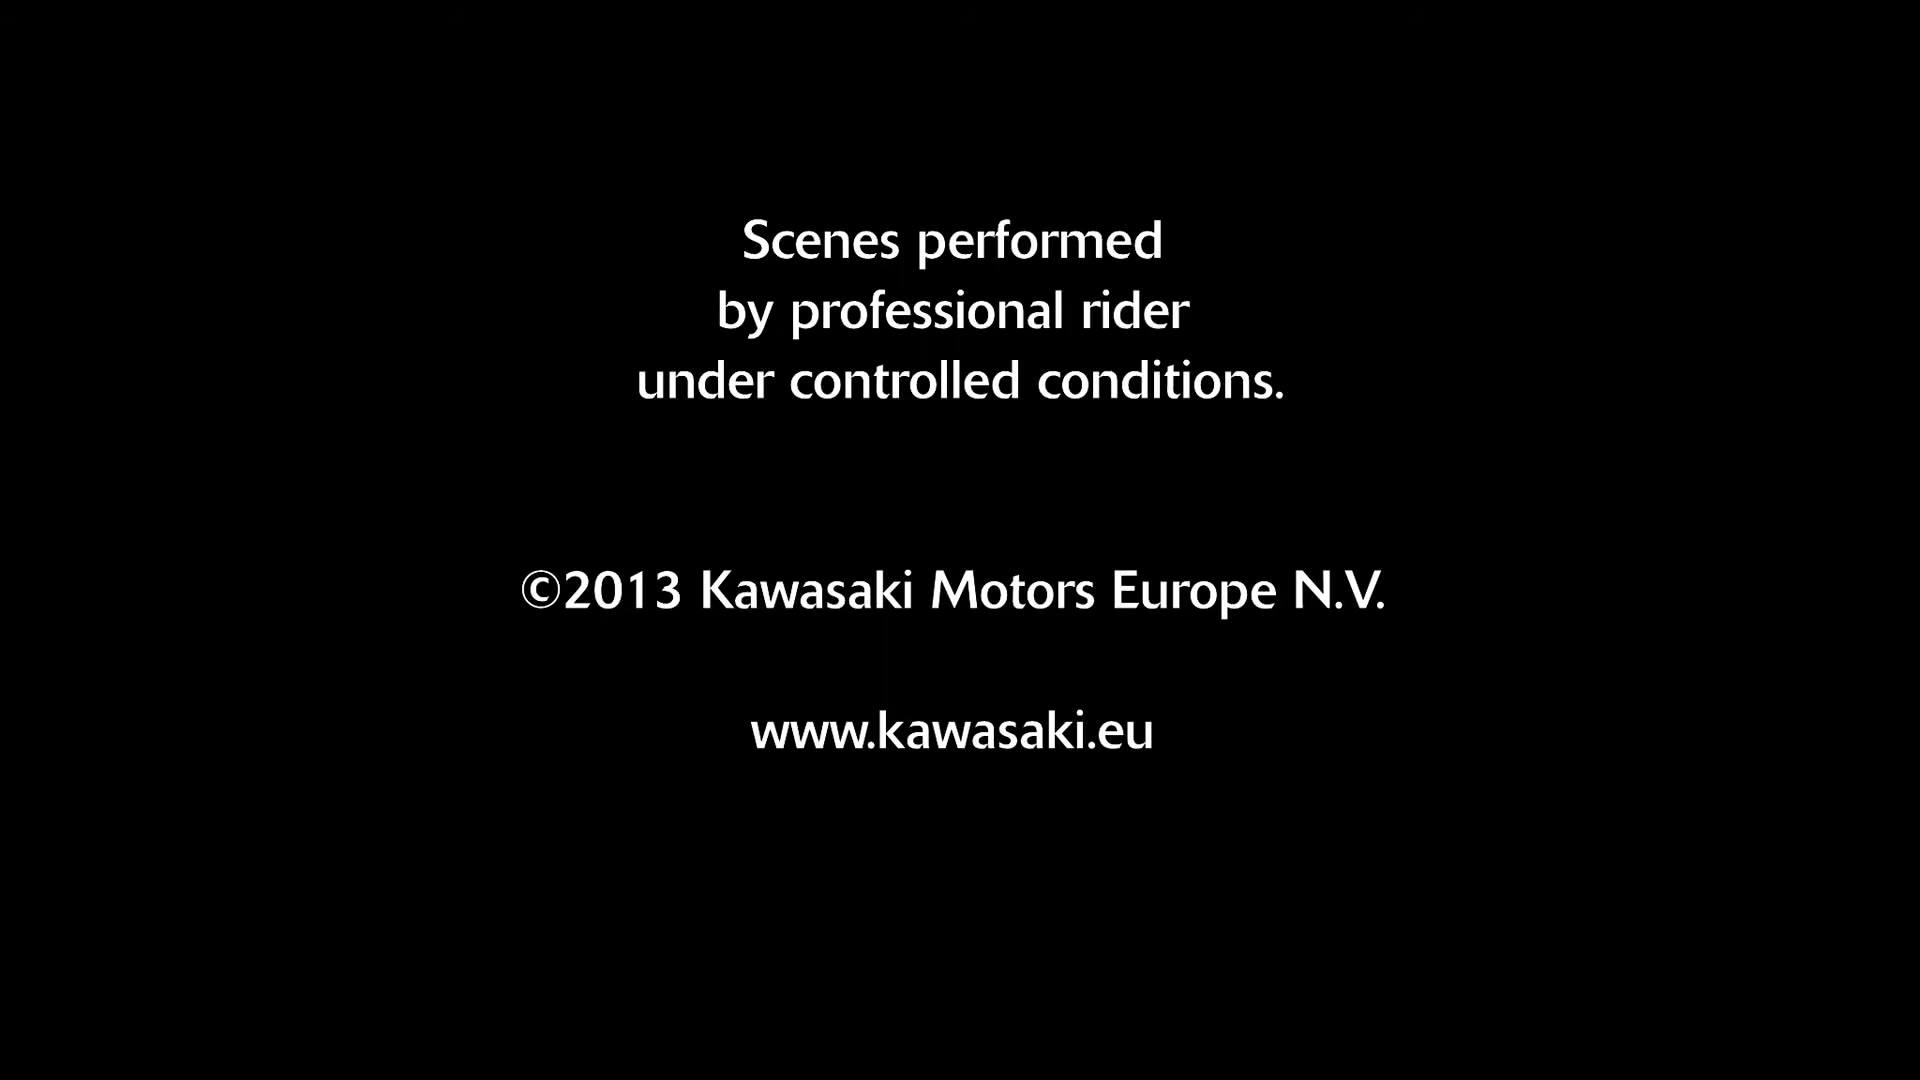 Scenes performed
by professional rider
under controlled conditions.
©2013 Kawasaki Motors Europe N.V.
www.kawasaki.eu